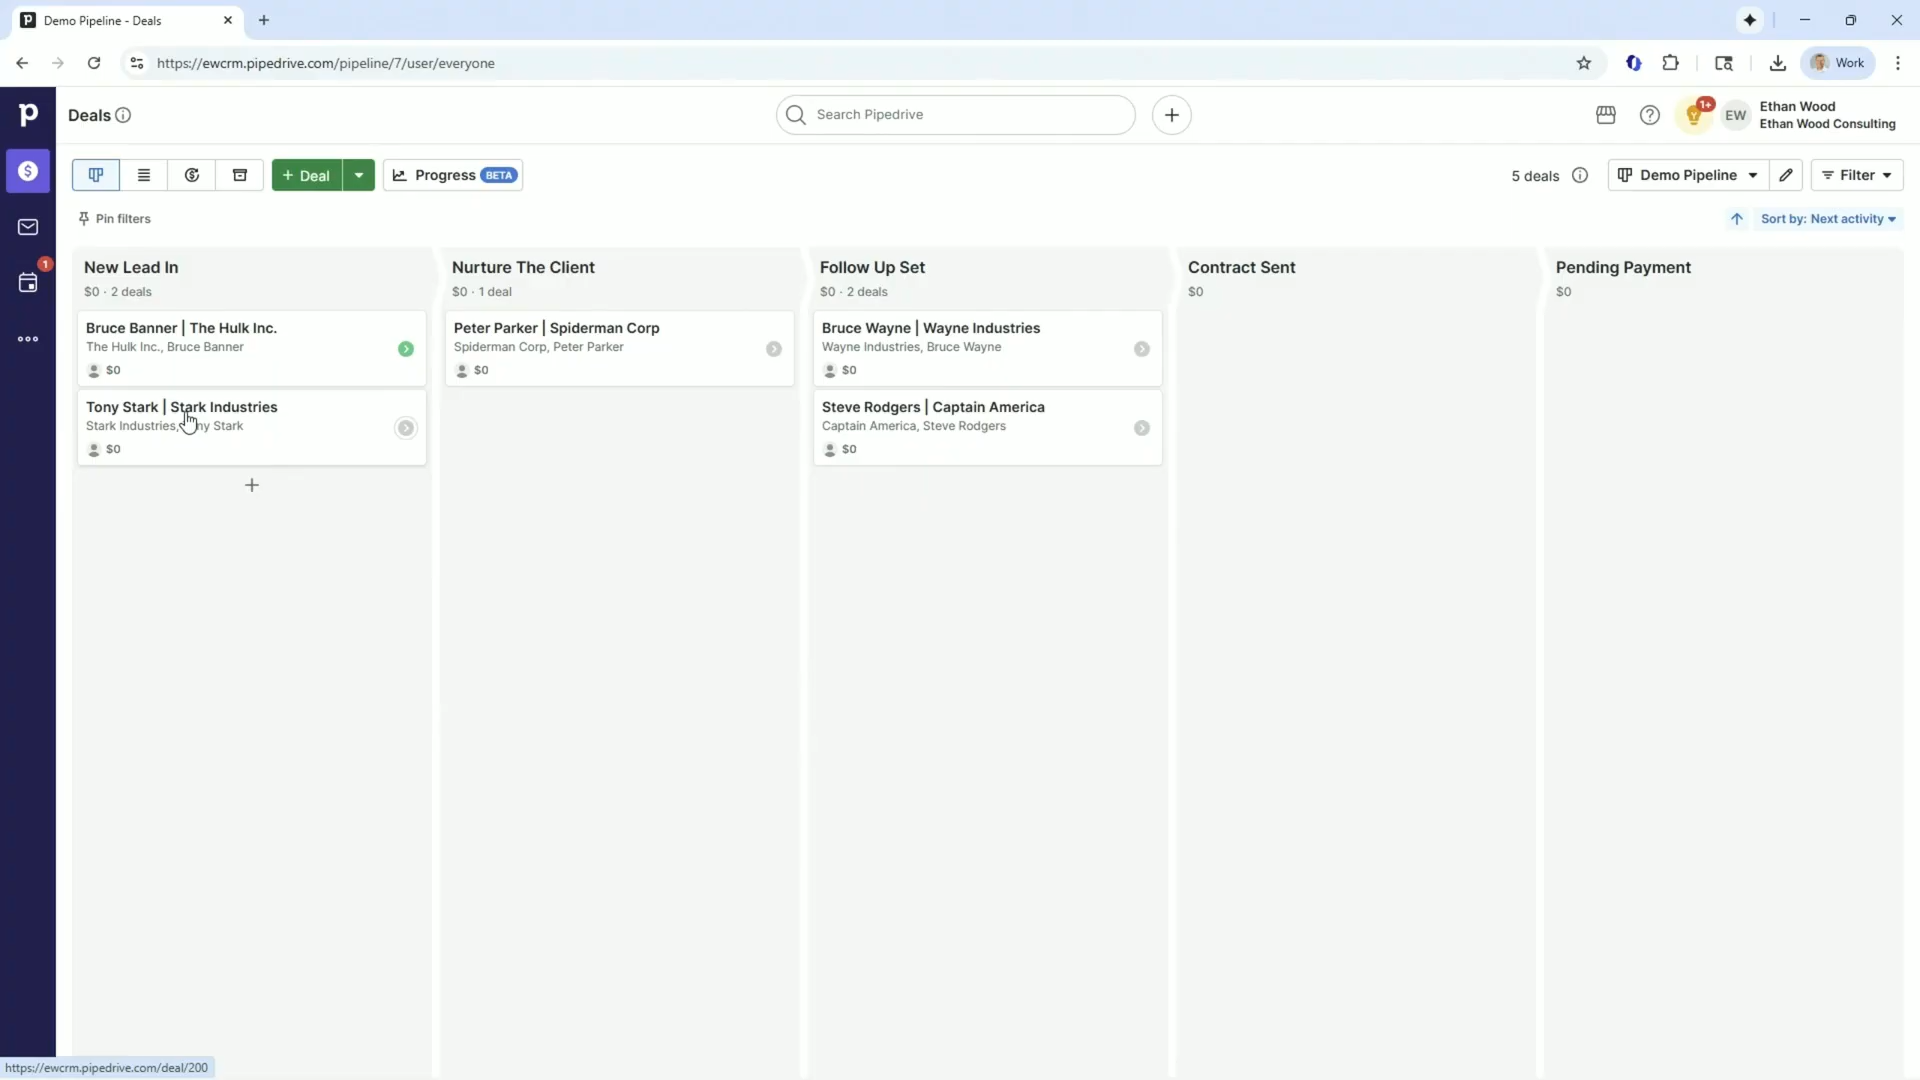 Demo Pipeline - Deals
https://ewcrm.pipedrive.com/pipeline/7/user/everyone
Work
Deals
Search Pipedrive
1+
EW
Ethan Wood
Ethan Wood Consulting
+ Deal
Progress BETA
5 deals
Demo Pipeline
Filter
Pin filters
Sort by: Next activity
1
New Lead In
$0 · 2 deals
Bruce Banner | The Hulk Inc.
The Hulk Inc., Bruce Banner
$0
Tony Stark | Stark Industries
Stark Industries, ny Stark
$0
Nurture The Client
$0 · 1 deal
Peter Parker | Spiderman Corp
Spiderman Corp, Peter Parker
$0
Follow Up Set
$0 · 2 deals
Bruce Wayne | Wayne Industries
Wayne Industries, Bruce Wayne
$0
Steve Rodgers | Captain America
Captain America, Steve Rodgers
$0
Contract Sent
$0
Pending Payment
$0
https://ewcrm.pipedrive.com/deal/200